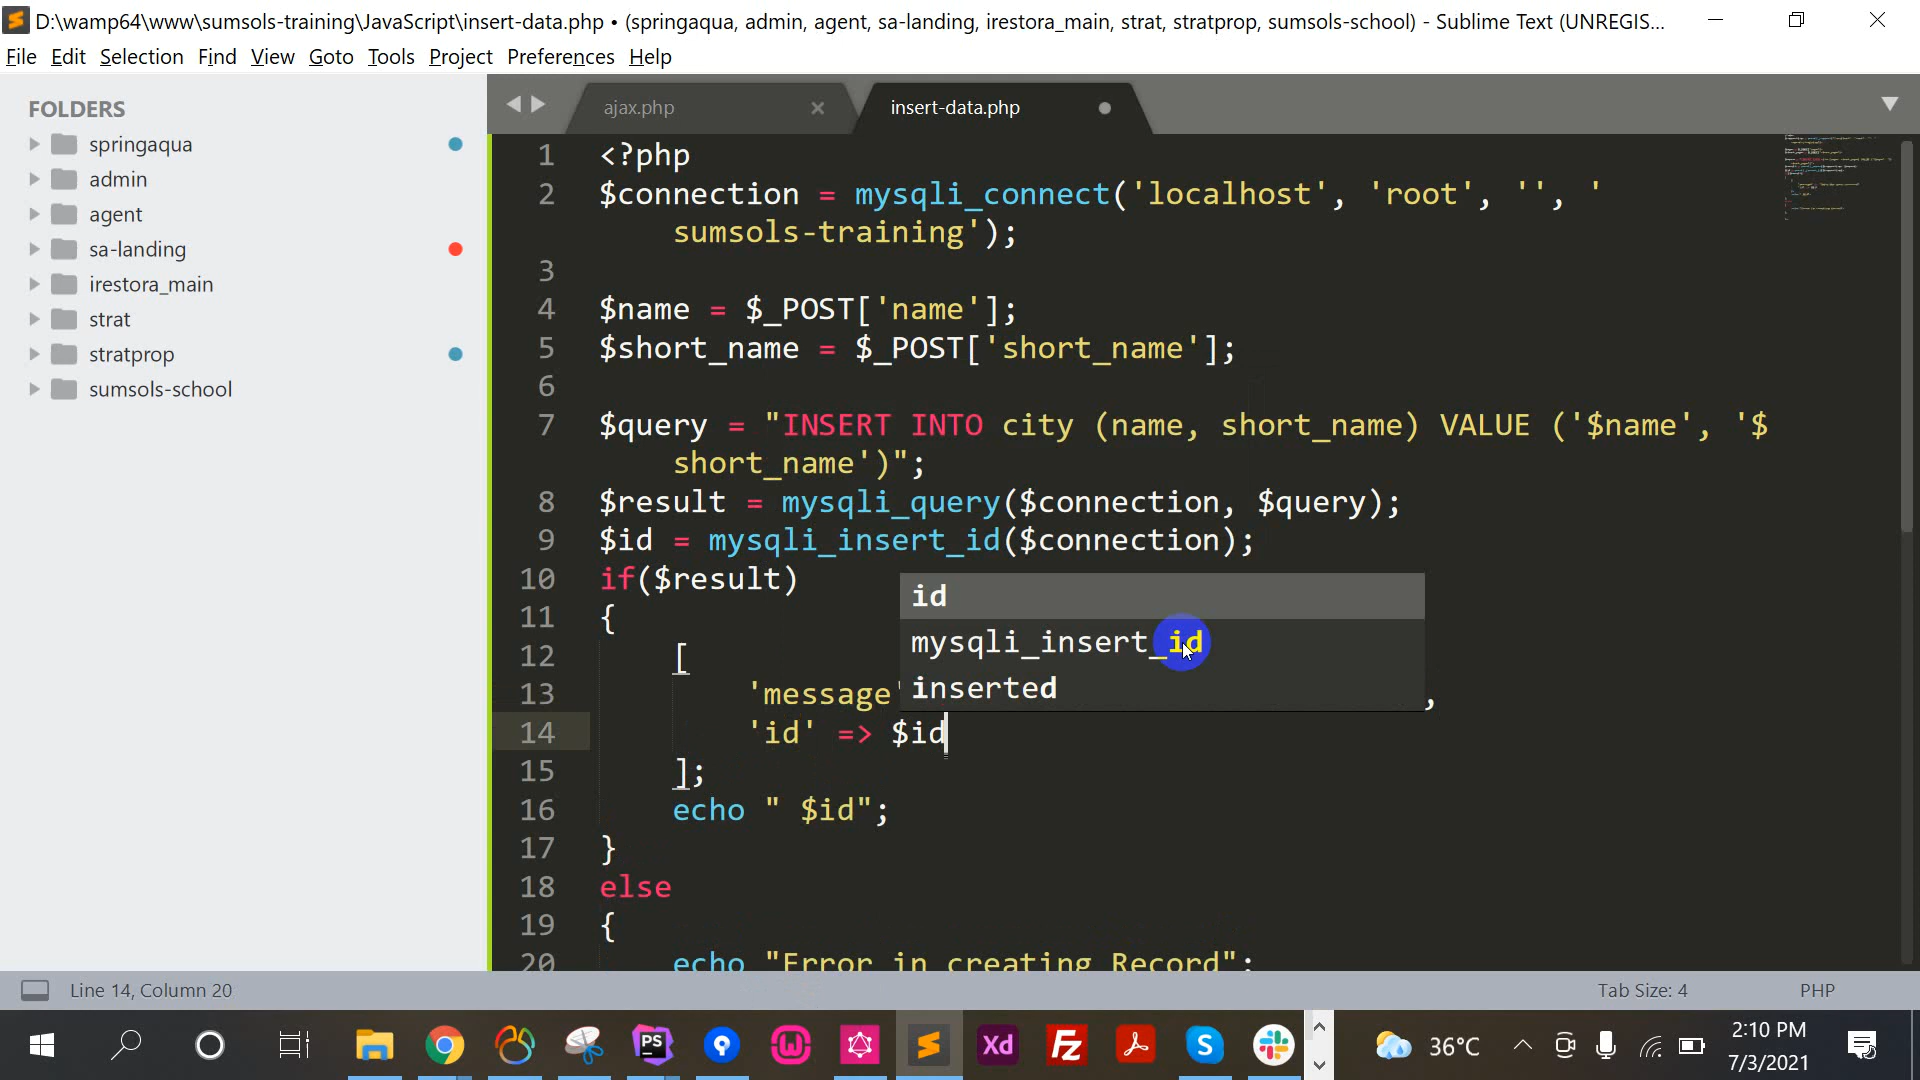 D:\wamp64\www\sumsols-training\JavaScript\insert-data.php • (springaqua, admin, agent, sa-landing, irestora_main, strat, stratprop, sumsols-school) - Sublime Text (UNREGIS...
File Edit Selection Find View Goto Tools Project Preferences Help
FOLDERS
springaqua
admin
agent
sa-landing
irestora_main
strat
stratprop
sumsols-school
ajax.php
insert-data.php
1 <?php
2 $connection = mysqli_connect('localhost', 'root', '', '
sumsols-training');
3
4 $name = $_POST['name'];
5 $short_name = $_POST['short_name'];
6
7 $query = "INSERT INTO city (name, short_name) VALUE ('$name', '$
short_name')";
8 $result = mysqli_query($connection, $query);
9 $id = mysqli_insert_id($connection);
10 if($result)
11 {
12 [
13 'message' ,
14 'id' => $id
15 ];
16 echo " $id";
17 }
18 else
19 {
20 echo "Error in creating Record";
id
mysqli_insert_id
inserted
Line 14, Column 20
Tab Size: 4
PHP
36°C
2:10 PM
7/3/2021